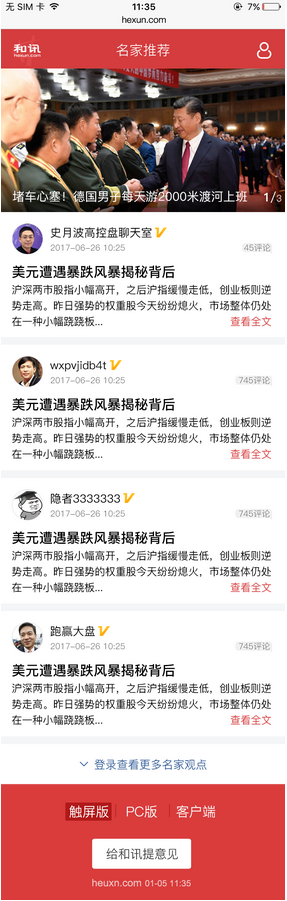 无 SIM 卡
11:35
7%
hexun.com
和讯
hexun.com
名家推荐
堵车心塞！德国男子每天游2000米渡河上班
1/3
史月波高控盘聊天室
2017-06-26 10:25
45评论
美元遭遇暴跌风暴揭秘背后
沪深两市股指小幅高开，之后沪指缓慢走低，创业板则逆
势走高。昨日强势的权重股今天纷纷熄火，市场整体仍处
在一种小幅跷跷板...
查看全文
wxpvjidb4t
2017-06-26 10:25
745评论
美元遭遇暴跌风暴揭秘背后
沪深两市股指小幅高开，之后沪指缓慢走低，创业板则逆
势走高。昨日强势的权重股今天纷纷熄火，市场整体仍处
在一种小幅跷跷板...
查看全文
隐者3333333
2017-06-26 10:25
745评论
美元遭遇暴跌风暴揭秘背后
沪深两市股指小幅高开，之后沪指缓慢走低，创业板则逆
势走高。昨日强势的权重股今天纷纷熄火，市场整体仍处
在一种小幅跷跷板...
查看全文
跑赢大盘
2017-06-26 10:25
745评论
美元遭遇暴跌风暴揭秘背后
沪深两市股指小幅高开，之后沪指缓慢走低，创业板则逆
势走高。昨日强势的权重股今天纷纷熄火，市场整体仍处
在一种小幅跷跷板...
查看全文
登录查看更多名家观点
触屏版
PC版
客户端
给和讯提意见
heuxn.com 01-05 11:35